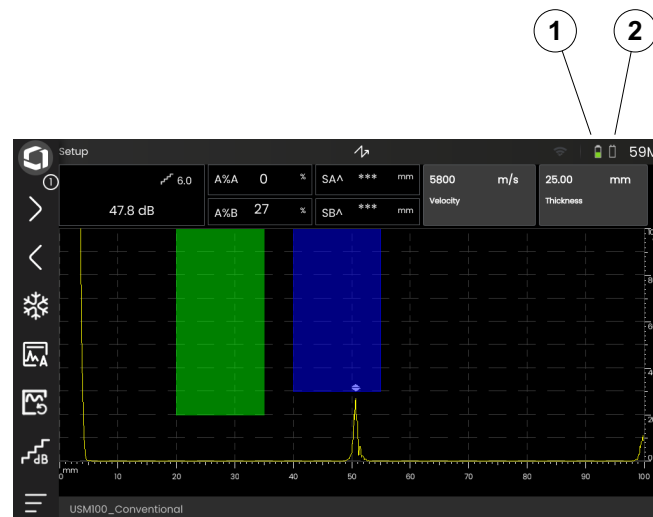 1 2
Setup 59M
1
6.0 A%A 0 % SA^ *** mm 5800 m/s 25.00 mm
47.8 dB A%B 27 % SB^ *** mm Velocity Thickness
A
dB
mm
0 10 20 30 40 50 60 70 80 90 100
USM100_Conventional